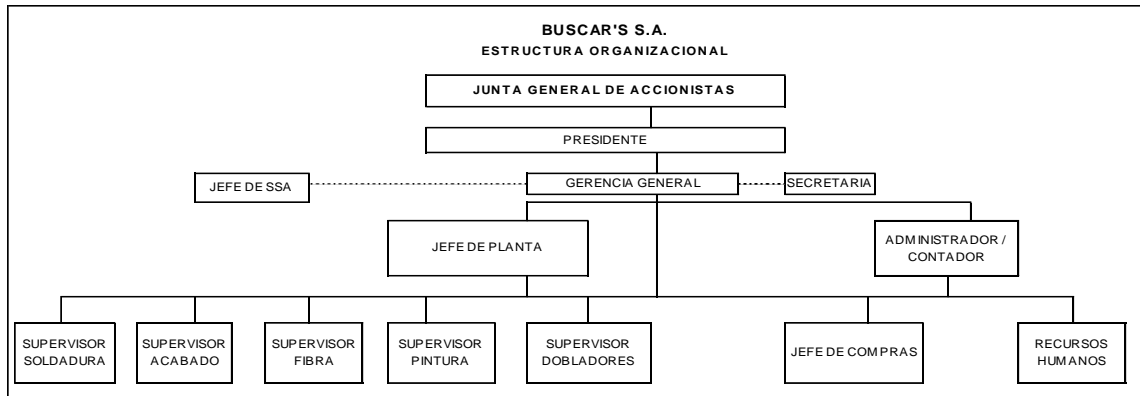 BUSCAR'S S.A.
ESTRUCTURA ORGANIZACIONAL
JUNTA GENERAL DE ACCIONISTAS
PRESIDENTE
JEFE DE SSA
GERENCIA GENERAL
SECRETARIA
JEFE DE PLANTA
ADMINISTRADOR /
CONTADOR
SUPERVISOR
SOLDADURA
SUPERVISOR
ACABADO
SUPERVISOR
FIBRA
SUPERVISOR
PINTURA
SUPERVISOR
DOBLADORES
JEFE DE COMPRAS
RECURSOS
HUMANOS